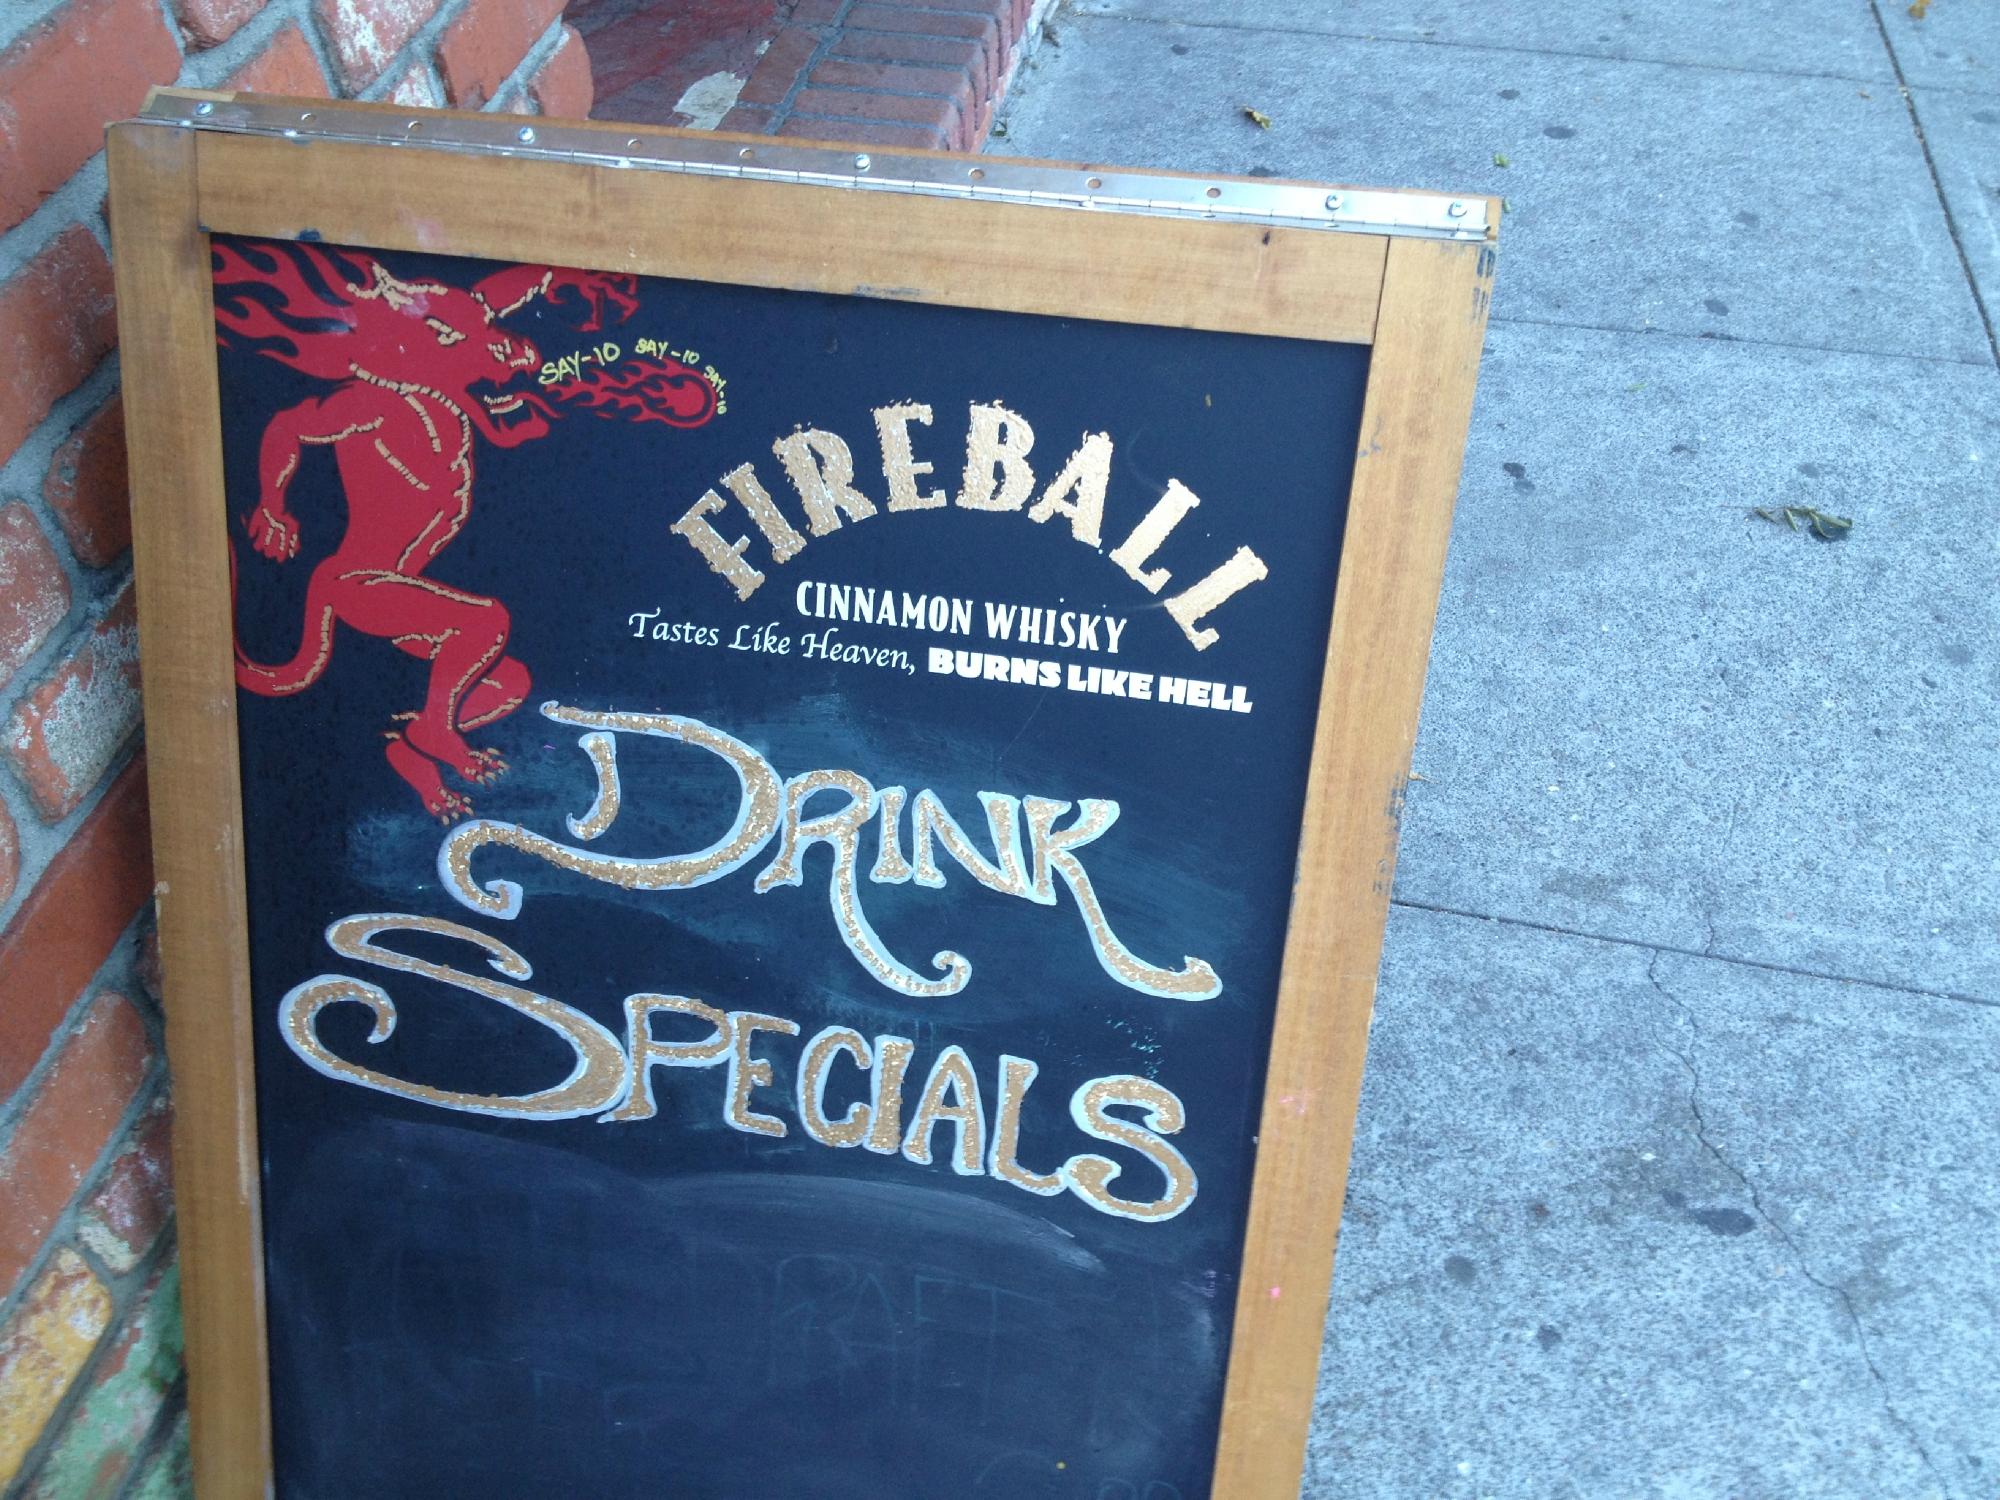 SAY-10 SAY-10 SAY-10
FIREBALL
CINNAMON WHISKY
Tastes Like Heaven, BURNS LIKE HELL
DRINK
SPECIALS